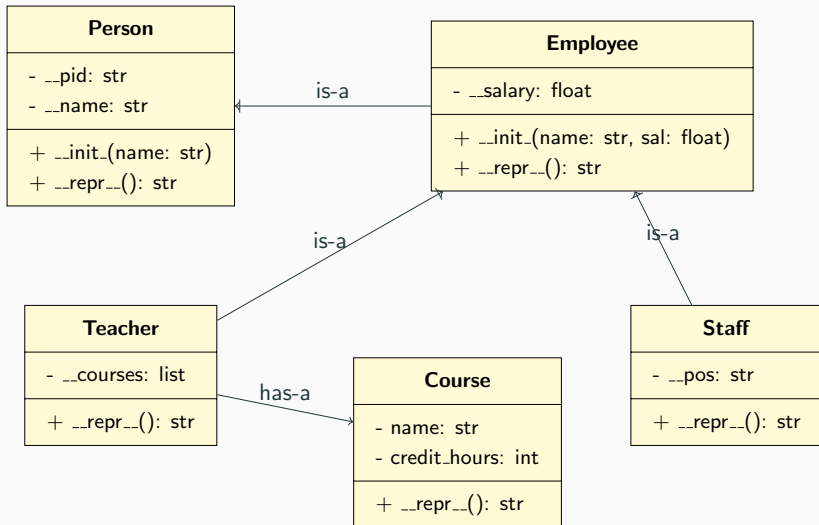 Person
- __pid: str
- __name: str
+ __init_(name: str)
+ __repr__(): str
is-a
Employee
- __salary: float
+ __init_(name: str, sal: float)
+ __repr__(): str
is-a
is-a
Teacher
- __courses: list
+ __repr__(): str
has-a
Course
- name: str
- credit_hours: int
+ __repr__(): str
Staff
- __pos: str
+ __repr__(): str